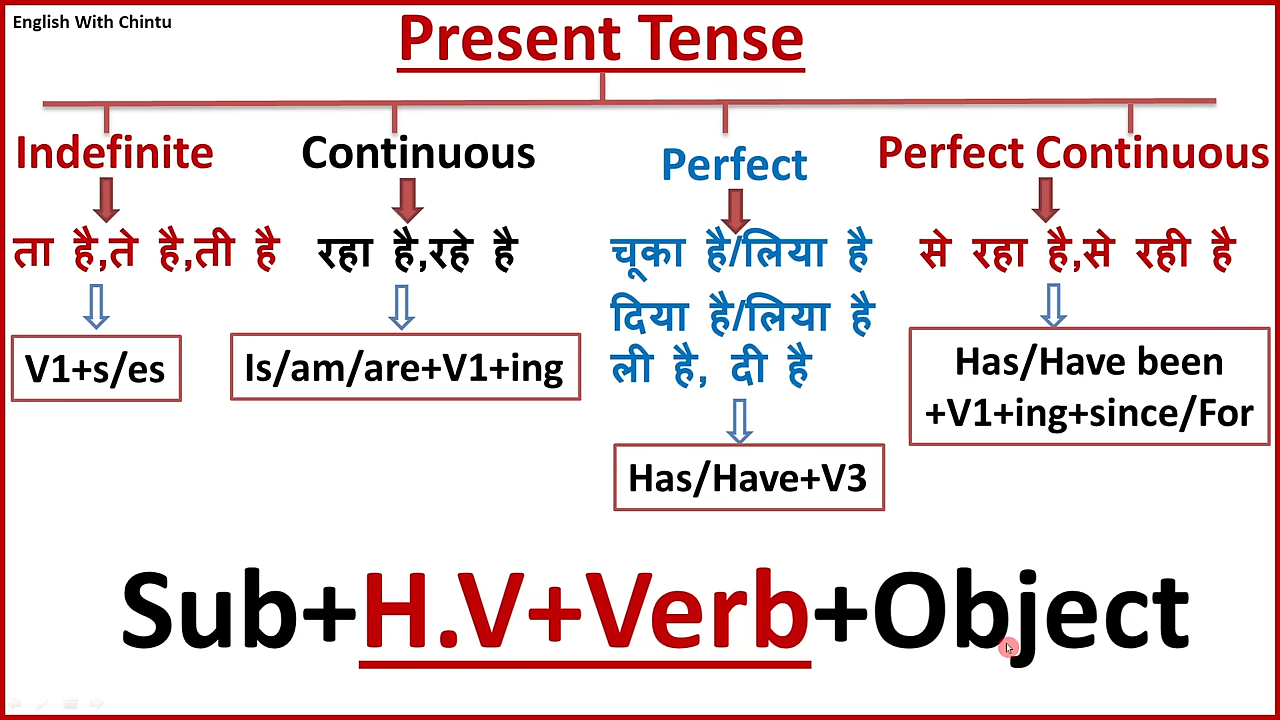 English With Chintu
Present Tense
Indefinite
ता है,ते है,ती है
V1+s/es
Continuous
रहा है,रहे है
Is/am/are+V1+ing
Perfect
चूका है/लिया है
दिया है/लिया है
ली है, दी है
Has/Have+V3
Perfect Continuous
से रहा है,से रही है
Has/Have been
+V1+ing+since/For
Sub+H.V+Verb+Object